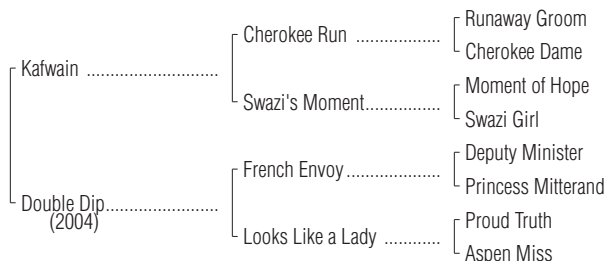 Runaway Groom
Cherokee Run ..................
Cherokee Dame
Kafwain ............................
Moment of Hope
Swazi's Moment................
Swazi Girl
Deputy Minister
French Envoy....................
Princess Mitterand
Double Dip........................
(2004)
Proud Truth
Looks Like a Lady ............
Aspen Miss